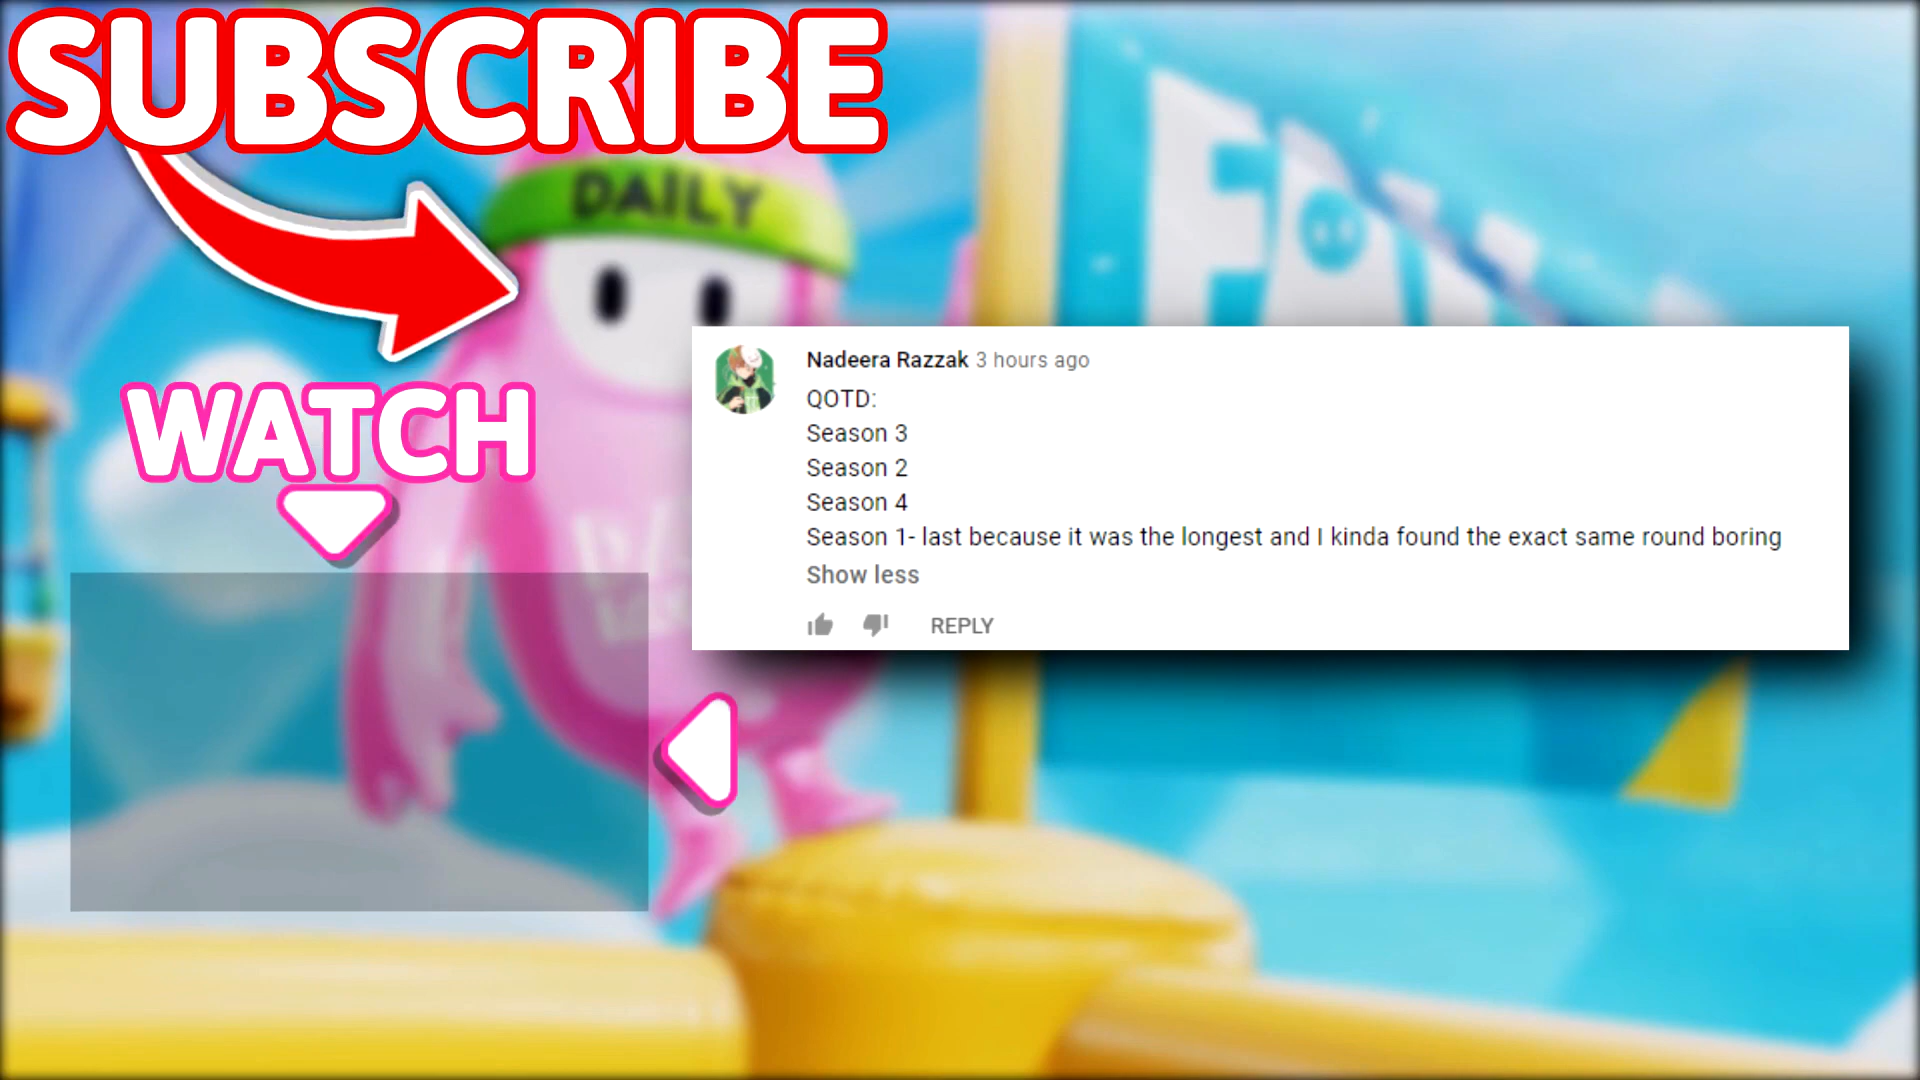 SUBSCRIBE
DAILY
WATCH
Nadeera Razzak 3 hours ago
QOTD:
Season 3
Season 2
Season 4
Season 1- last because it was the longest and I kinda found the exact same round boring
Show less
REPLY